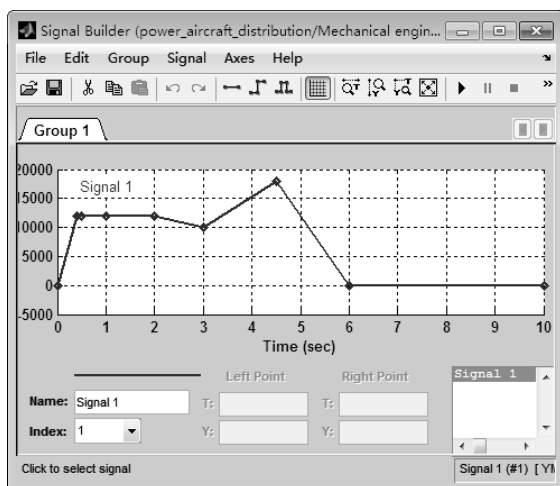 Signal Builder (power_aircraft_distribution/Mechanical engin...
File Edit Group Signal Axes Help
Group 1
Signal 1
20000
15000
10000
5000
0
-5000
0 1 2 3 4 5 6 7 8 9 10
Time (sec)
Left Point Right Point
Name: Signal 1 T: T:
Index: 1 Y: Y:
Signal 1
Click to select signal
Signal 1 (#1) [ YM